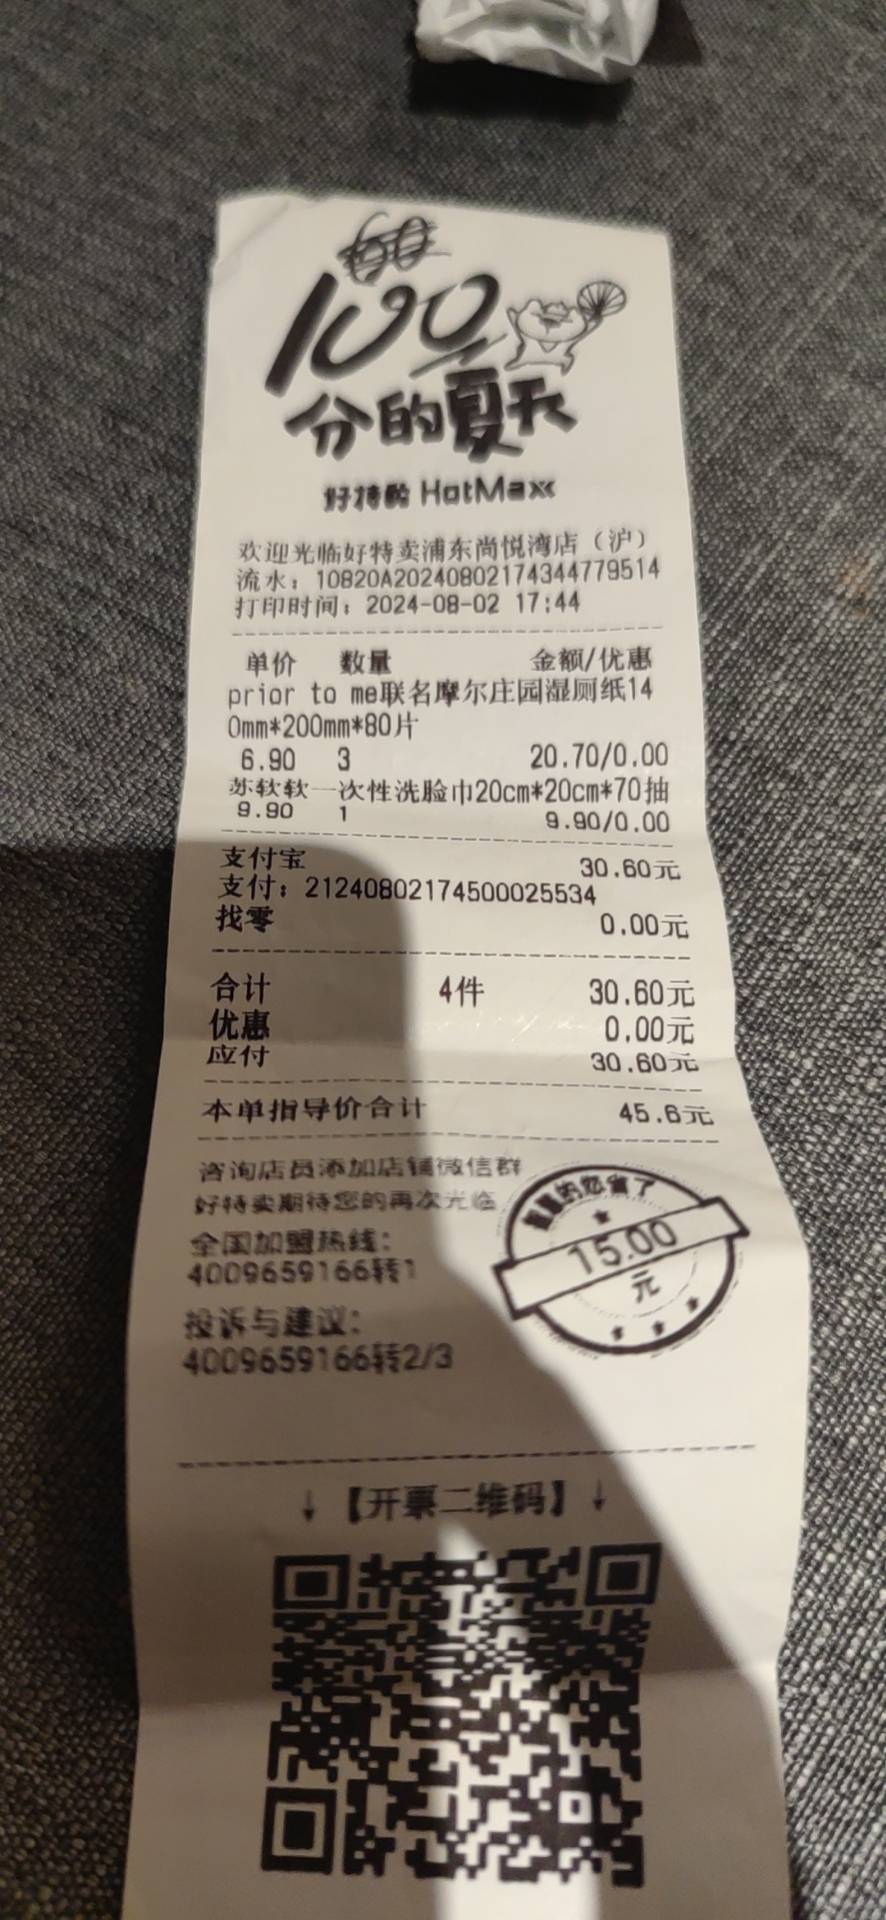 100
分的夏天
好特卖 HotMaxx
欢迎光临好特卖浦东尚悦湾店（沪）
流水：10820A20240802174344779514
打印时间：2024-08-02 17:44
单价 数量 金额/优惠
prior to me联名摩尔庄园湿厕纸14
0mm*200mm*80片
6.90 3 20.70/0.00
苏软软一次性洗脸巾20cm*20cm*70抽
9.90 1 9.90/0.00
支付宝 30.60元
支付：21240802174500025534
找零 0.00元
合计 4件 30.60元
优惠 0.00元
应付 30.60元
本单指导价合计 45.6元
咨询店员添加店铺微信群
好特卖期待您的再次光临
全国加盟热线：
4009659166转1
投诉与建议：
4009659166转2/3
的您省了
15.00
元
↓【开票二维码】↓